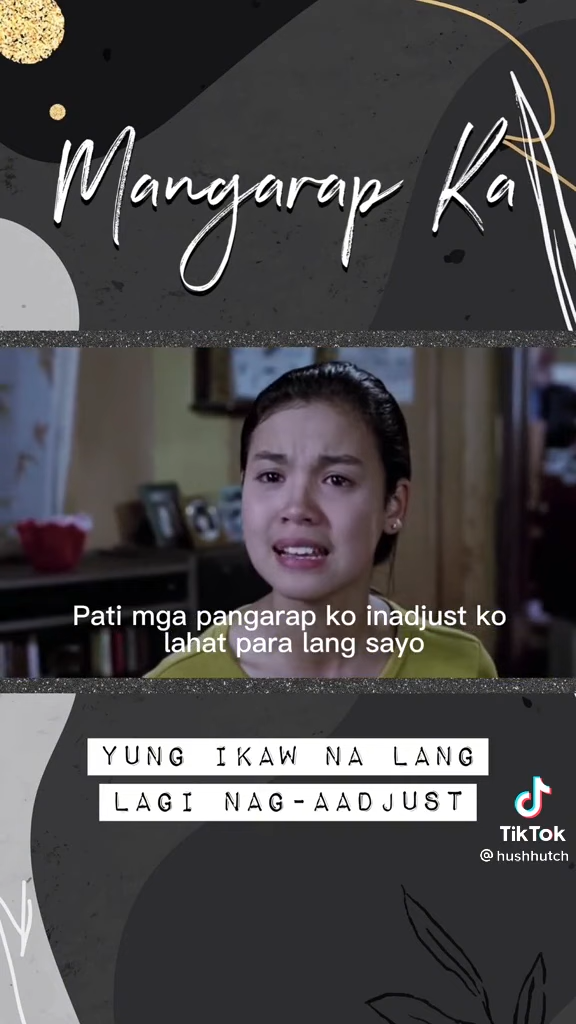 Mangarap Ka
Pati mga pangarap ko inadjust ko
lahat para lang sayo
YUNG IKAW NA LANG
LAGI NAG-AADJUST
TikTok
@hushhutch